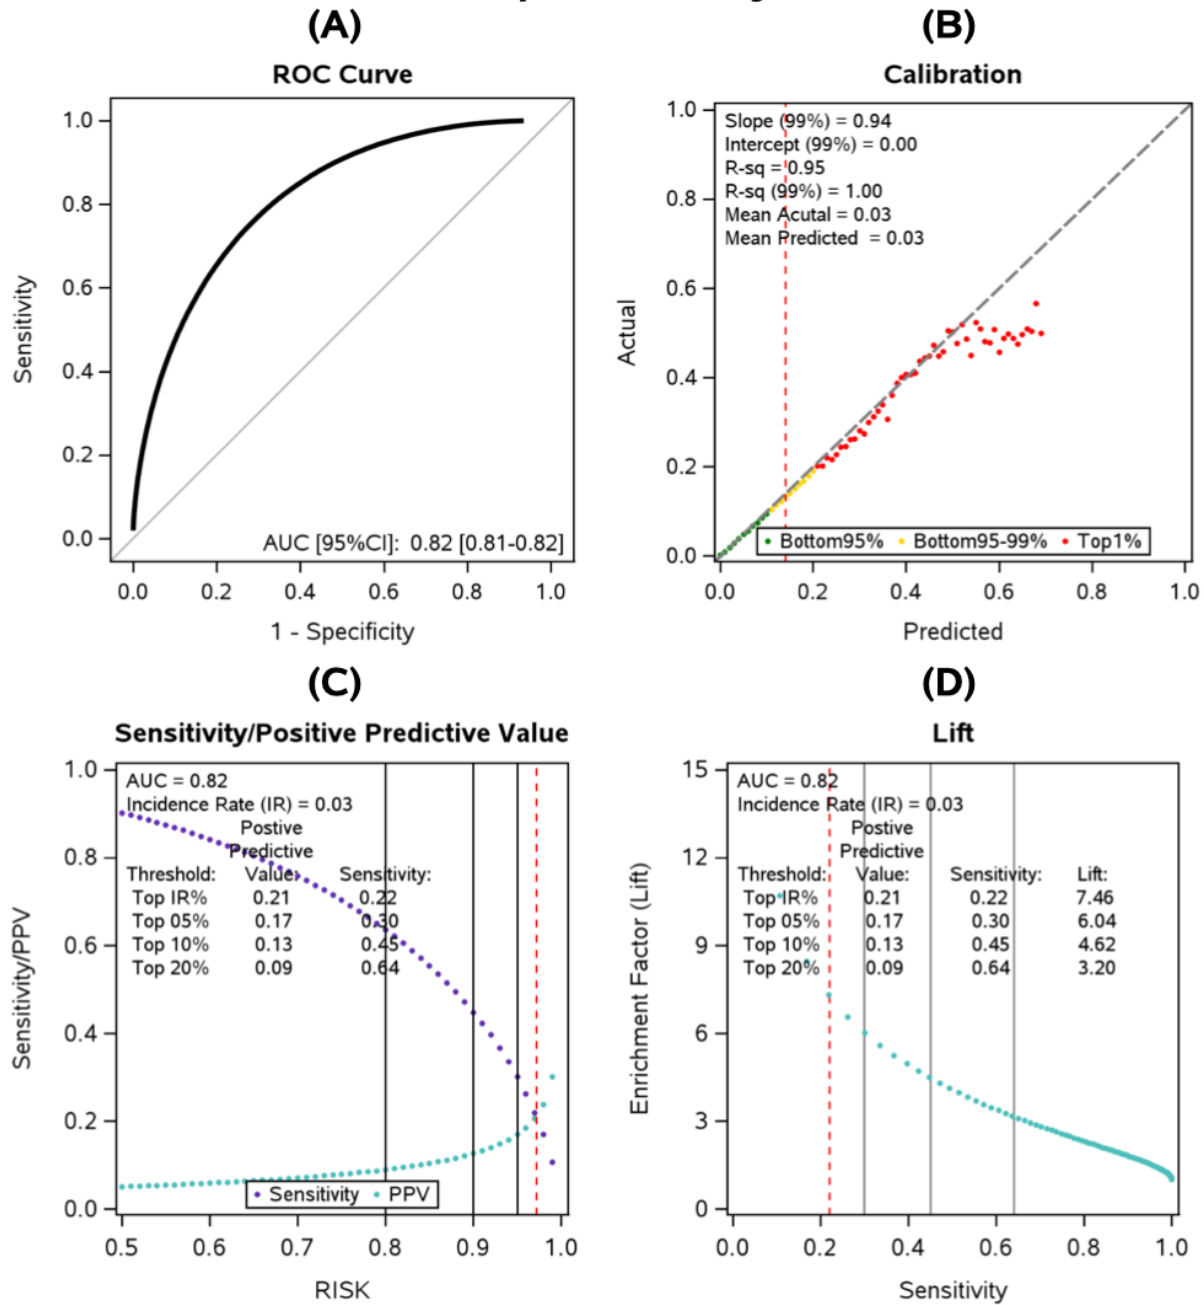 (A)
ROC Curve
Sensitivity
1.0
0.8
0.6
0.4
0.2
0.0
AUC [95%CI]: 0.82 [0.81-0.82]
0.0 0.2 0.4 0.6 0.8 1.0
1 - Specificity
(B)
Calibration
Actual
1.0
0.8
0.6
0.4
0.2
0.0
Slope (99%) = 0.94
Intercept (99%) = 0.00
R-sq = 0.95
R-sq (99%) = 1.00
Mean Acutal = 0.03
Mean Predicted = 0.03
Bottom95% Bottom95-99% Top1%
0.0 0.2 0.4 0.6 0.8 1.0
Predicted
(C)
Sensitivity/Positive Predictive Value
Sensitivity/PPV
1.0
0.8
0.6
0.4
0.2
0.0
AUC = 0.82
Incidence Rate (IR) = 0.03
Postive
Predictive
Threshold: Value: Sensitivity:
Top IR% 0.21 0.22
Top 05% 0.17 0.30
Top 10% 0.13 0.45
Top 20% 0.09 0.64
Sensitivity PPV
0.5 0.6 0.7 0.8 0.9 1.0
RISK
(D)
Lift
Enrichment Factor (Lift)
15
12
9
6
3
0
AUC = 0.82
Incidence Rate (IR) = 0.03
Postive
Predictive
Threshold: Value: Sensitivity: Lift:
Top IR% 0.21 0.22 7.46
Top 05% 0.17 0.30 6.04
Top 10% 0.13 0.45 4.62
Top 20% 0.09 0.64 3.20
0.0 0.2 0.4 0.6 0.8 1.0
Sensitivity